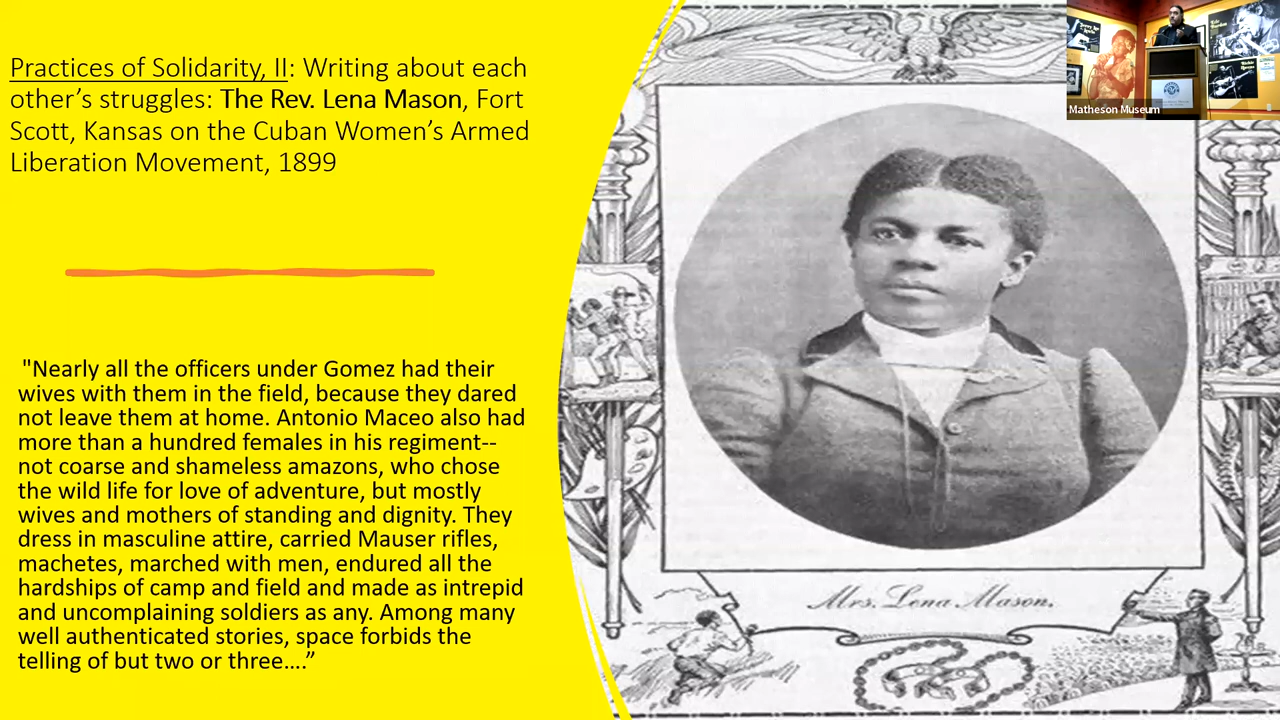 Practices of Solidarity, II: Writing about each
other’s struggles: The Rev. Lena Mason, Fort
Scott, Kansas on the Cuban Women’s Armed
Liberation Movement, 1899
"Nearly all the officers under Gomez had their
wives with them in the field, because they dared
not leave them at home. Antonio Maceo also had
more than a hundred females in his regiment--
not coarse and shameless amazons, who chose
the wild life for love of adventure, but mostly
wives and mothers of standing and dignity. They
dress in masculine attire, carried Mauser rifles,
machetes, marched with men, endured all the
hardships of camp and field and made as intrepid
and uncomplaining soldiers as any. Among many
well authenticated stories, space forbids the
telling of but two or three….”
Mrs. Lena Mason.
Matheson Museum